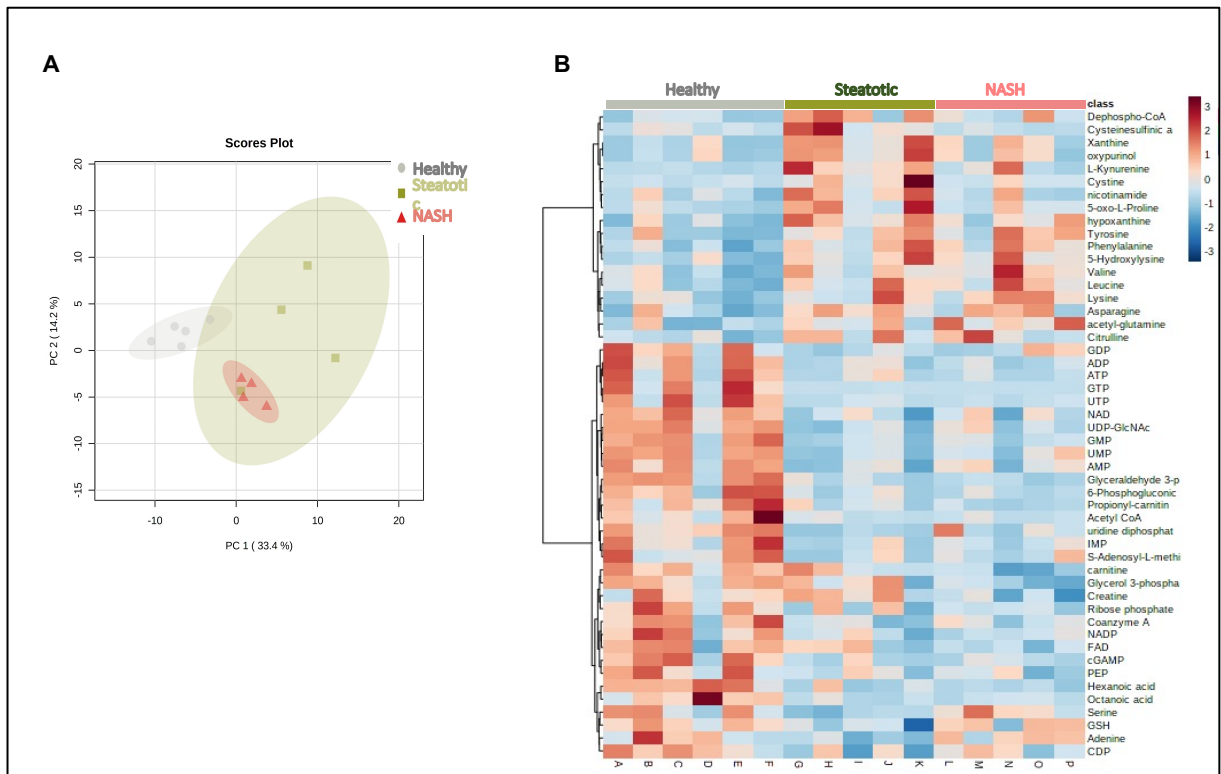 A
B
Scores Plot
Healthy
Steatoti
c
NASH
20
15
10
5
0
-5
-10
-15
PC 2 ( 14.2 %)
-10
0
10
20
PC 1 ( 33.4 %)
Healthy
Steatotic
NASH
class
Dephospho-CoA
Cysteinesulfinic a
Xanthine
oxypurinol
L-Kynurenine
Cystine
nicotinamide
5-oxo-L-Proline
hypoxanthine
Tyrosine
Phenylalanine
5-Hydroxylysine
Valine
Leucine
Lysine
Asparagine
acetyl-glutamine
Citrulline
GDP
ADP
ATP
GTP
UTP
NAD
UDP-GlcNAc
GMP
UMP
AMP
Glyceraldehyde 3-p
6-Phosphogluconic
Propionyl-carnitin
Acetyl CoA
uridine diphosphat
IMP
S-Adenosyl-L-methi
carnitine
Glycerol 3-phospha
Creatine
Ribose phosphate
Coenzyme A
NADP
FAD
cGAMP
PEP
Hexanoic acid
Octanoic acid
Serine
GSH
Adenine
CDP
A
B
C
D
E
F
G
H
I
J
K
L
M
N
O
P
3
2
1
0
-1
-2
-3